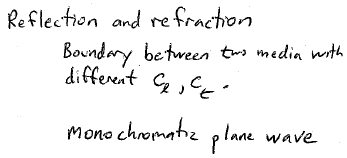 Reflection and refraction
Boundary between two media with
different Cℓ, Ct.
monochromatic plane wave